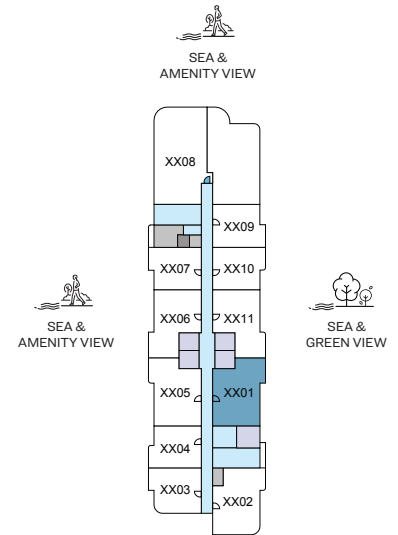 SEA &
AMENITY VIEW
XX08
XX09
XX07
XX10
XX06
XX11
SEA &
AMENITY VIEW
SEA &
GREEN VIEW
XX05
XX01
XX04
XX03
XX02